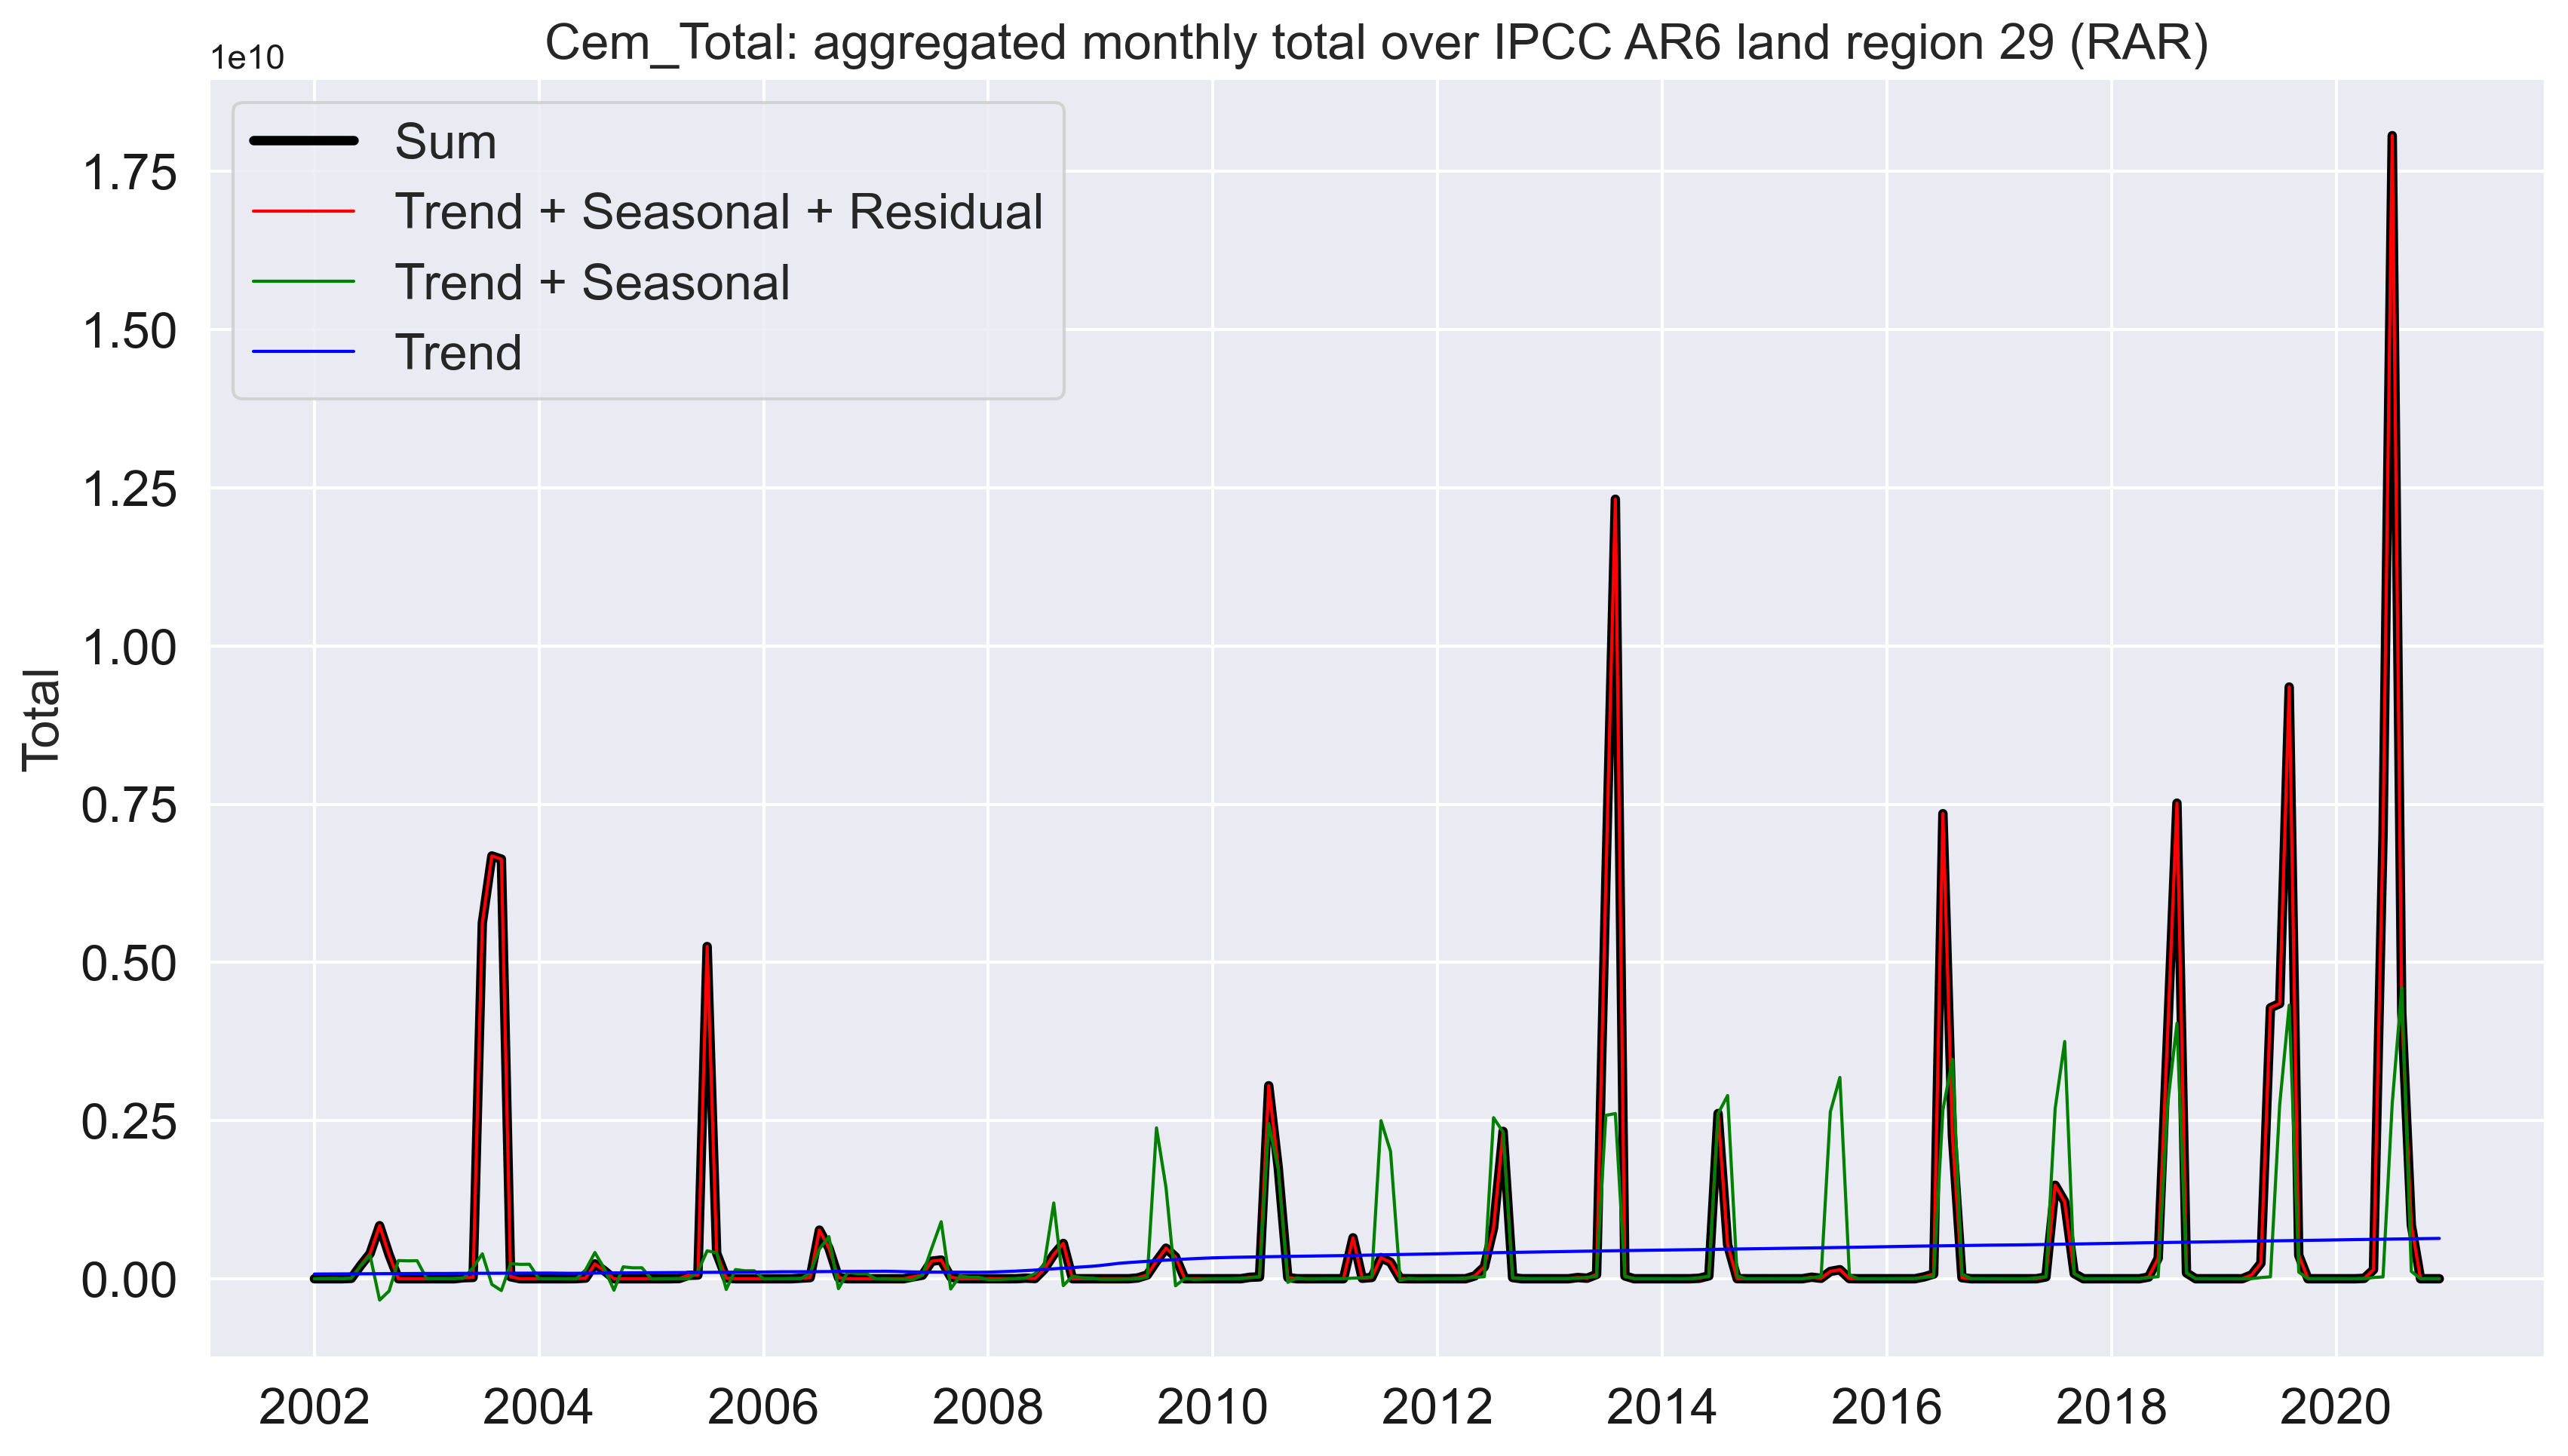 Cem_Total: aggregated monthly total over IPCC AR6 land region 29 (RAR)
1e10
Sum
Trend + Seasonal + Residual
Trend + Seasonal
Trend
1.75
1.50
1.25
1.00
0.75
0.50
0.25
0.00
Total
2002 2004 2006 2008 2010 2012 2014 2016 2018 2020